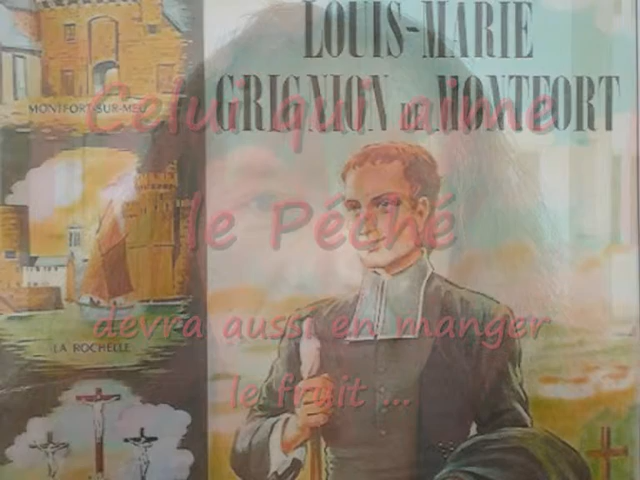 LOUIS-MARIE
GRIGNION DE MONTFORT
MONTFORT-SUR-MEU
Celui qui aime
le Péché
devra aussi en manger
le fruit ...
LA ROCHELLE